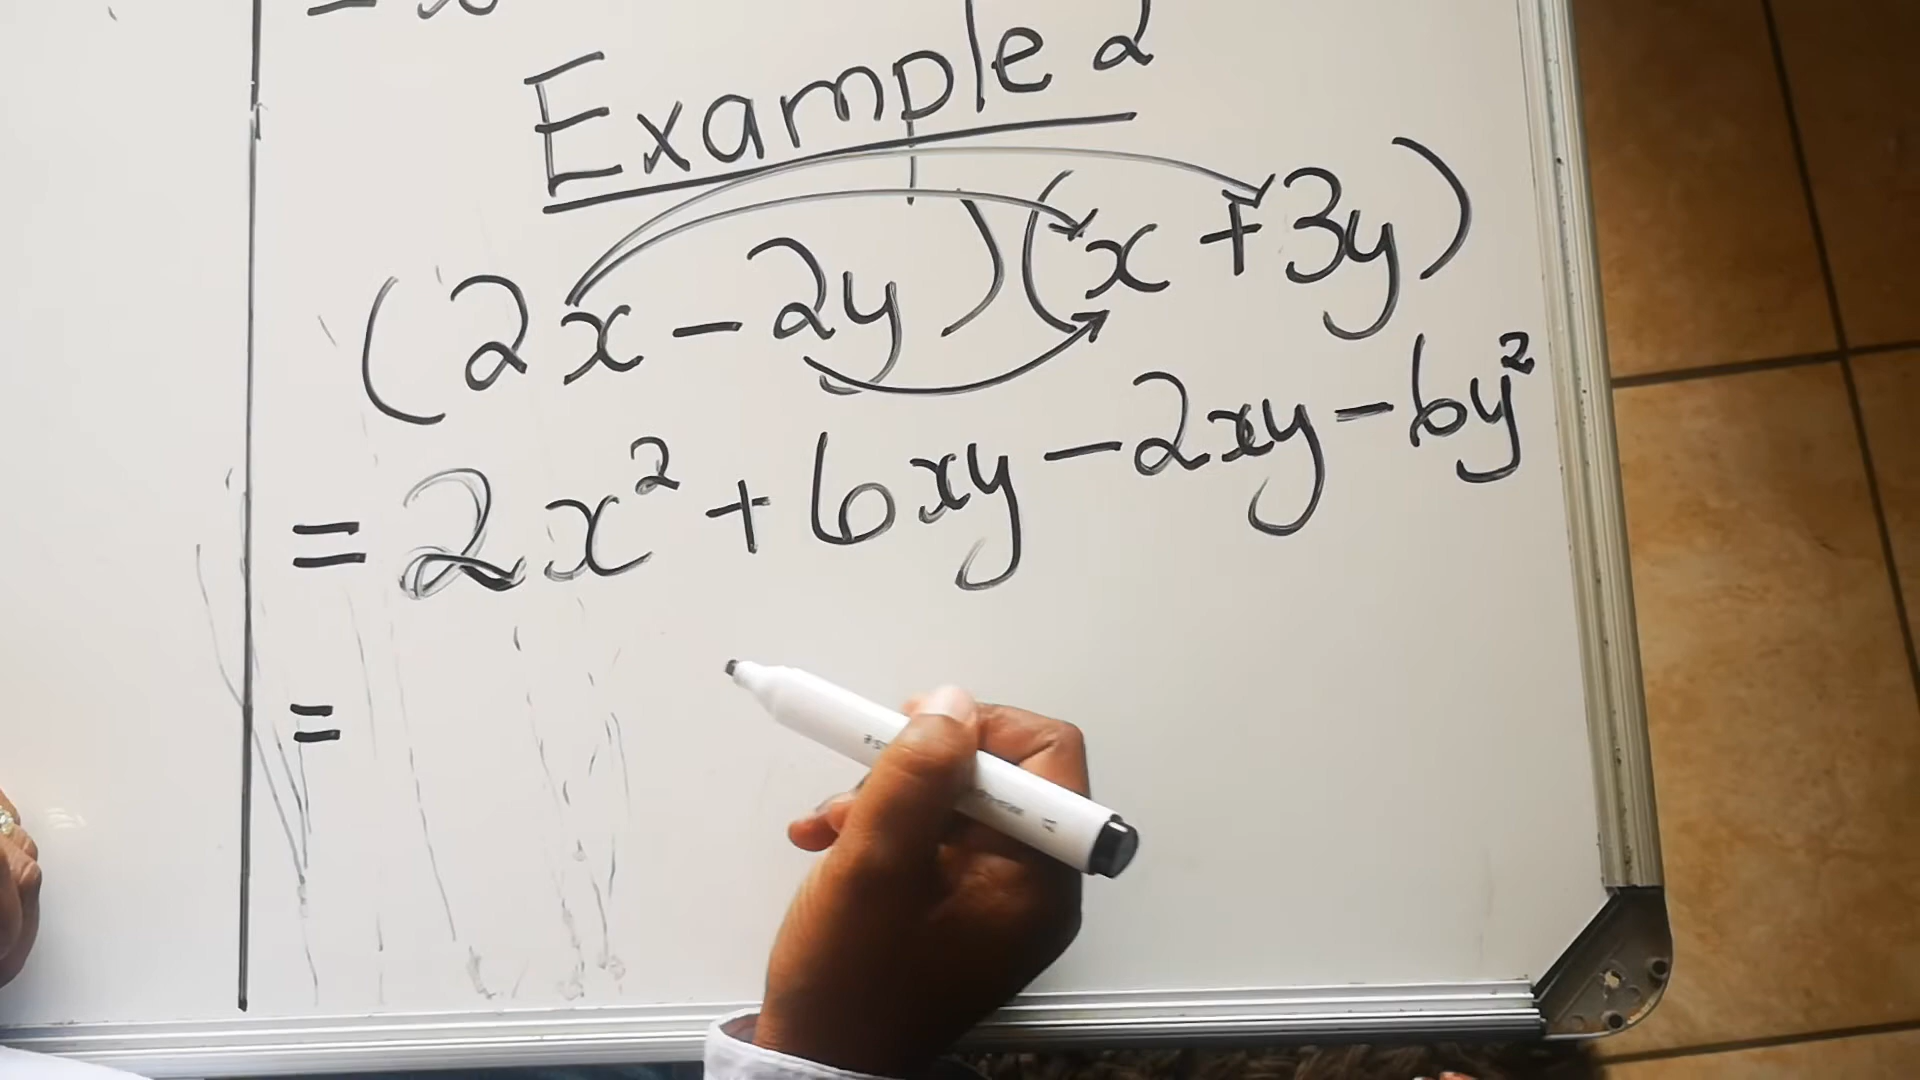 Example 2
(2x - 2y)(x + 3y)
= 2x² + 6xy - 2xy - 6y²
=